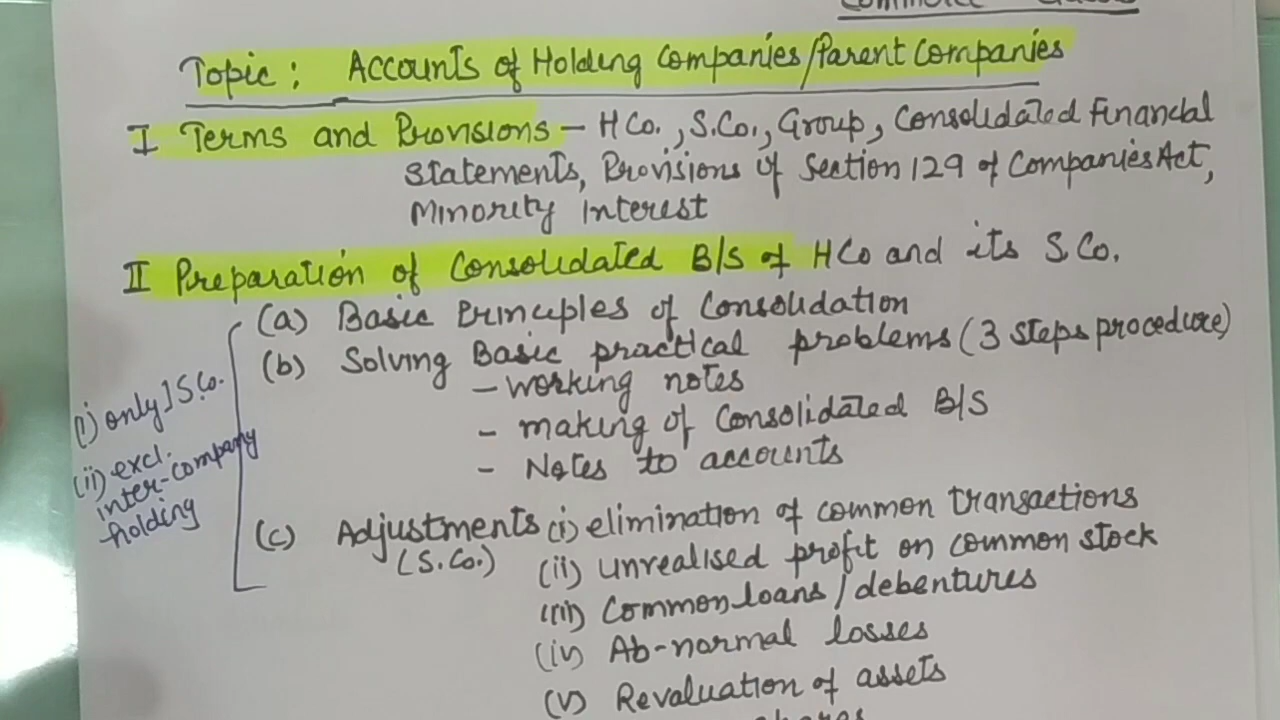 Topic: Accounts of Holding Companies/Parent Companies
I Terms and Provisions – H Co., S.Co., Group, Consolidated Financial
Statements, Provisions of Section 129 of Companies Act,
Minority Interest
II Preparation of Consolidated B/S of H Co and its S.Co.
(a) Basic Principles of Consolidation
(b) Solving Basic practical problems (3 steps procedure)
- working notes
- making of Consolidated B/S
- Notes to accounts
(i) only 1 S.Co.
(ii) excl.
inter-company
holding
(c) Adjustments (i) elimination of common transactions
(S.Co.) (ii) unrealised profit on common stock
(iii) Common loans/debentures
(iv) Ab-normal losses
(v) Revaluation of assets